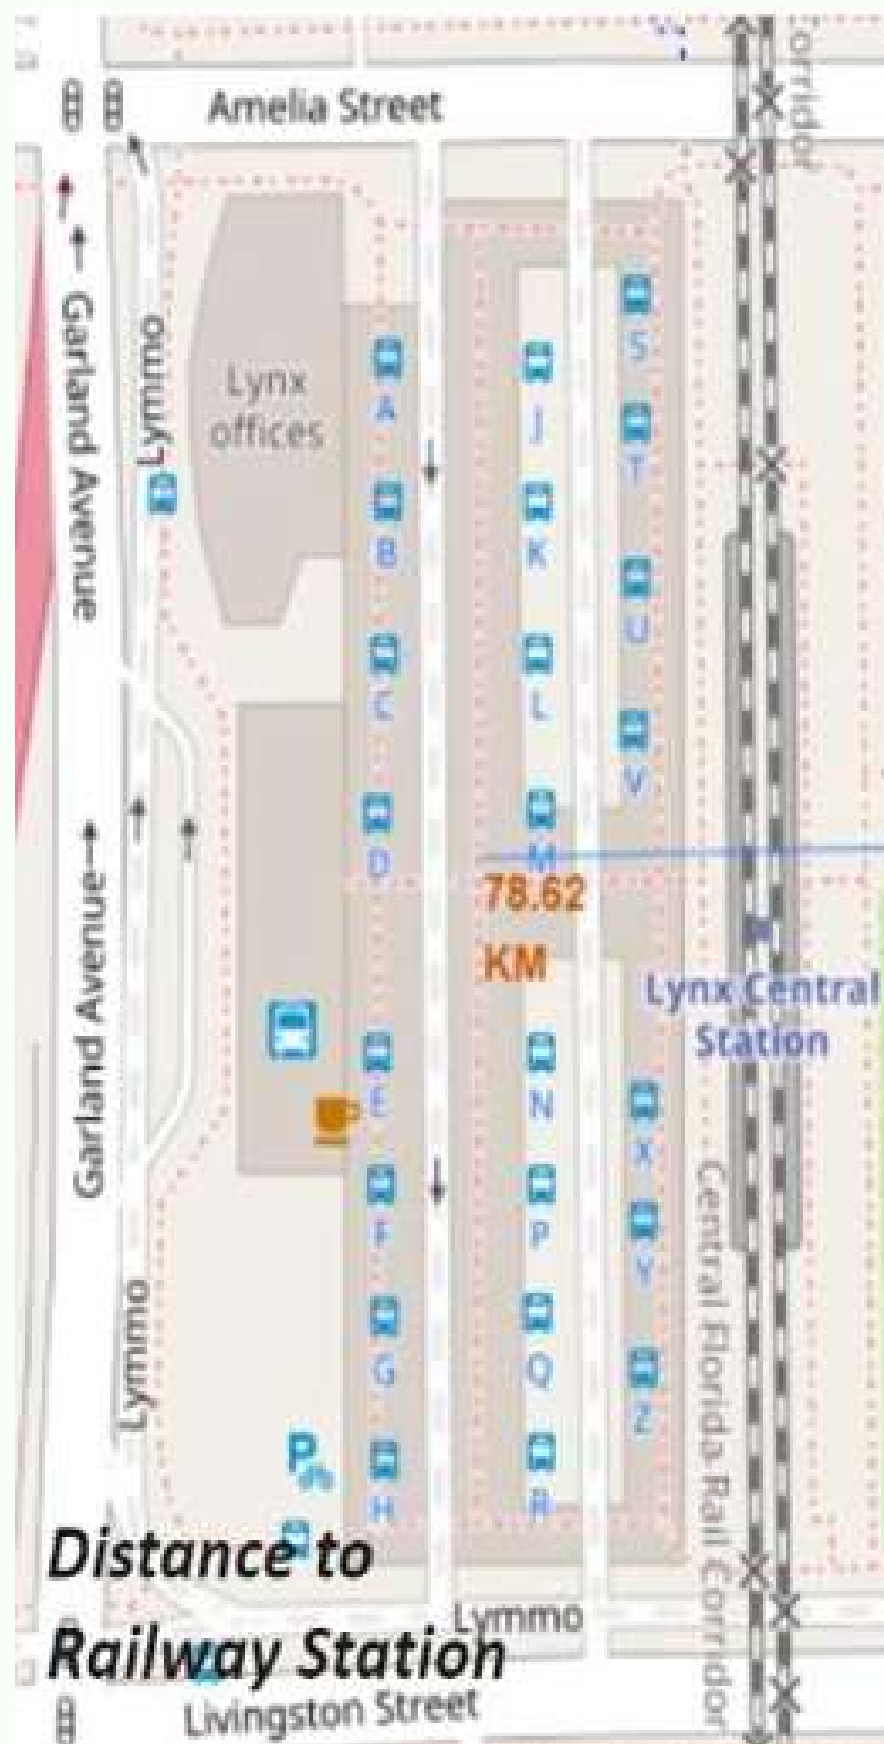 orridor
Amelia Street
Garland Avenue
Lymmo
Lynx
offices
A
B
C
D
E
F
G
H
J
K
L
M
N
P
Q
R
S
T
U
V
X
Y
Z
78.62
KM
Lynx Central
Station
Garland Avenue
Central Florida Rail Corridor
Lymmo
P
Distance to
Lymmo
Railway Station
Livingston Street